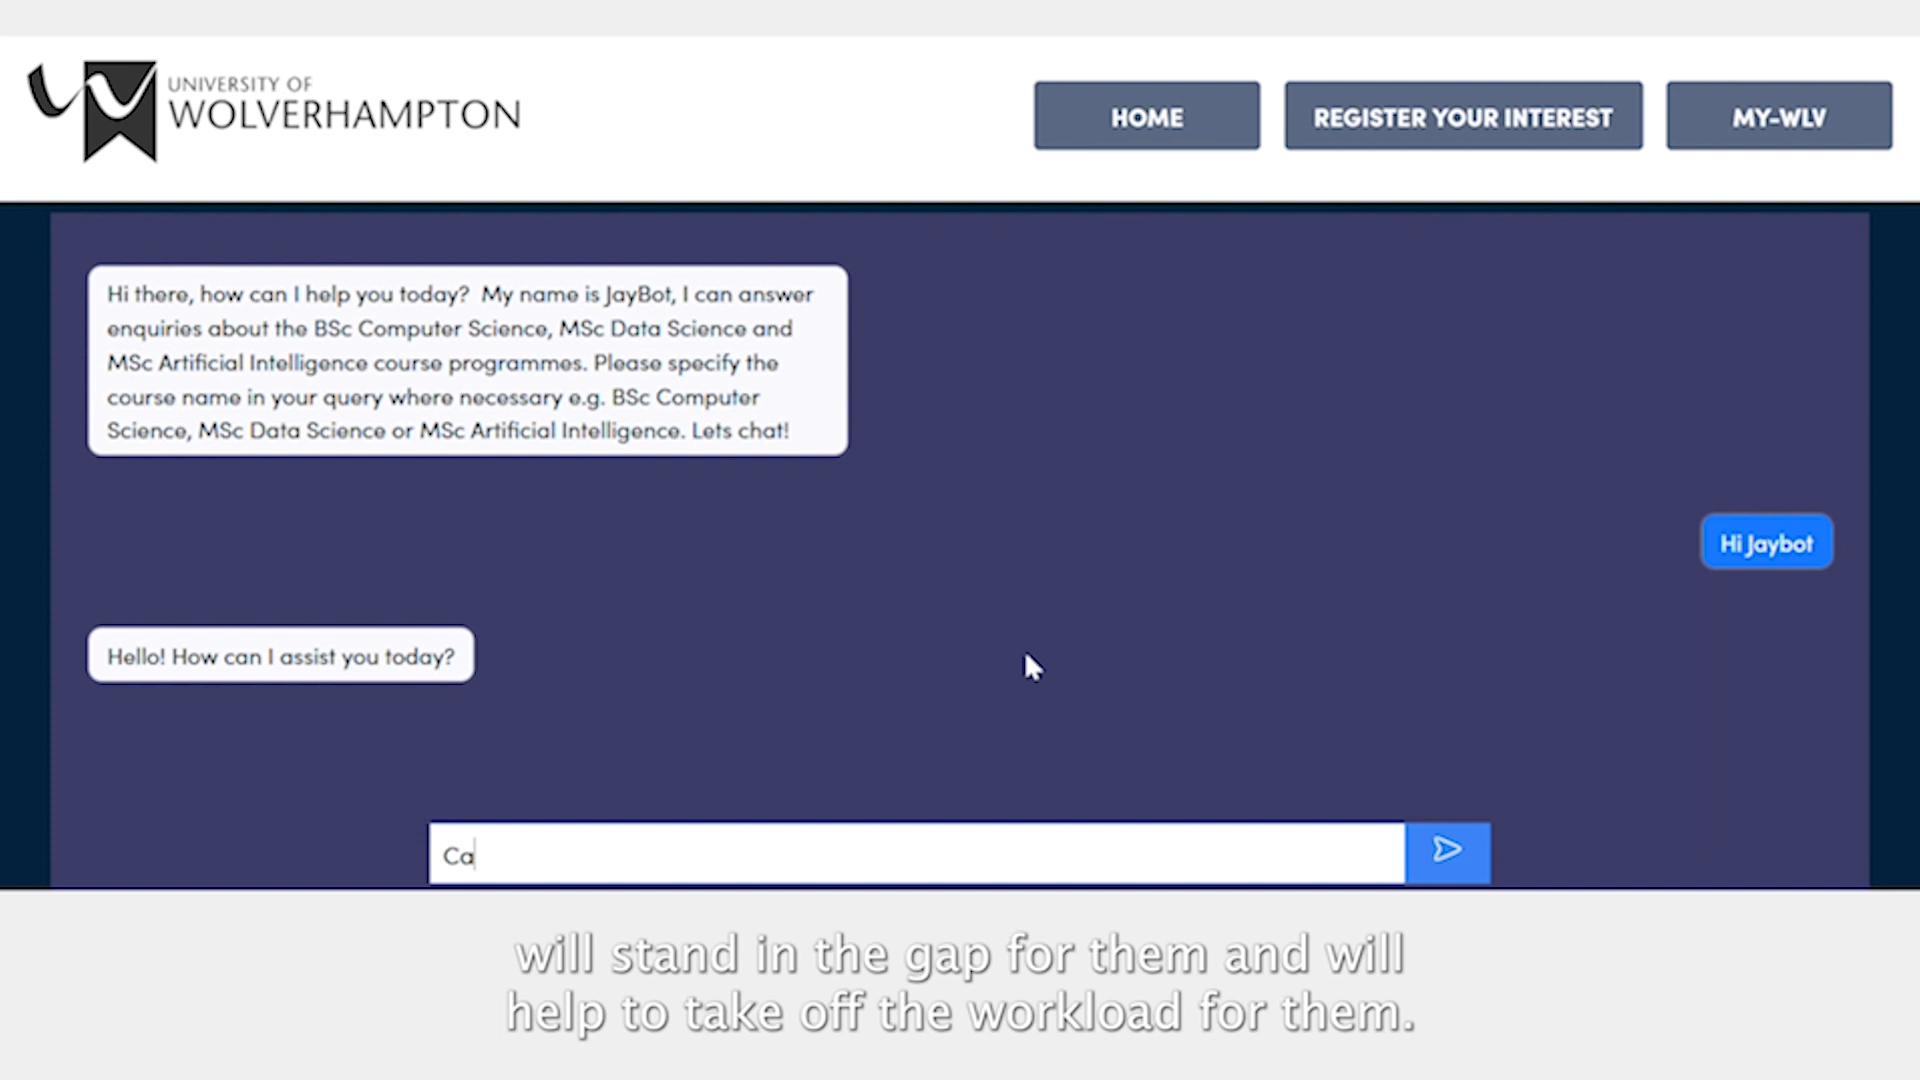 UNIVERSITY OF
WOLVERHAMPTON
HOME
REGISTER YOUR INTEREST
MY-WLV
Hi there, how can I help you today? My name is JayBot, I can answer
enquiries about the BSc Computer Science, MSc Data Science and
MSc Artificial Intelligence course programmes. Please specify the
course name in your query where necessary e.g. BSc Computer
Science, MSc Data Science or MSc Artificial Intelligence. Lets chat!
Hi Jaybot
Hello! How can I assist you today?
Ca
will stand in the gap for them and will
help to take off the workload for them.